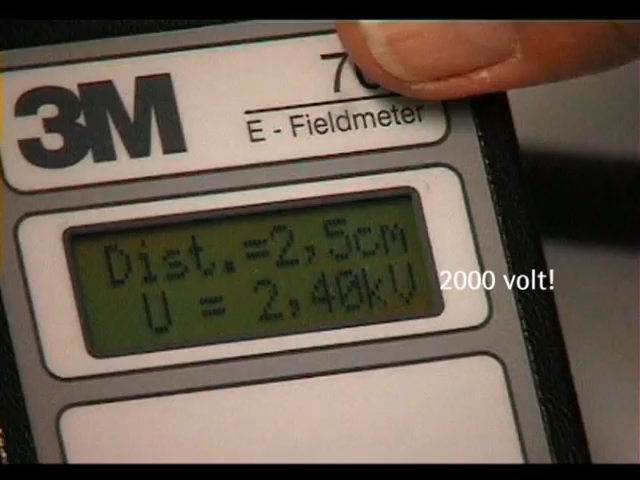 3M
E - Fieldmeter
Dist.=2,5cm
U = 2,40kV
2000 volt!